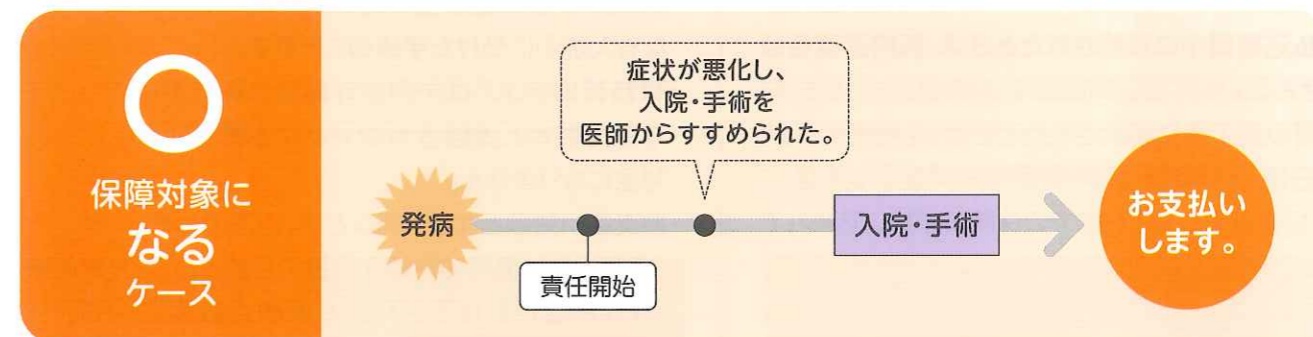 保障対象に
なる
ケース
発病
責任開始
症状が悪化し、
入院・手術を
医師からすすめられた。
入院・手術
お支払い
します。